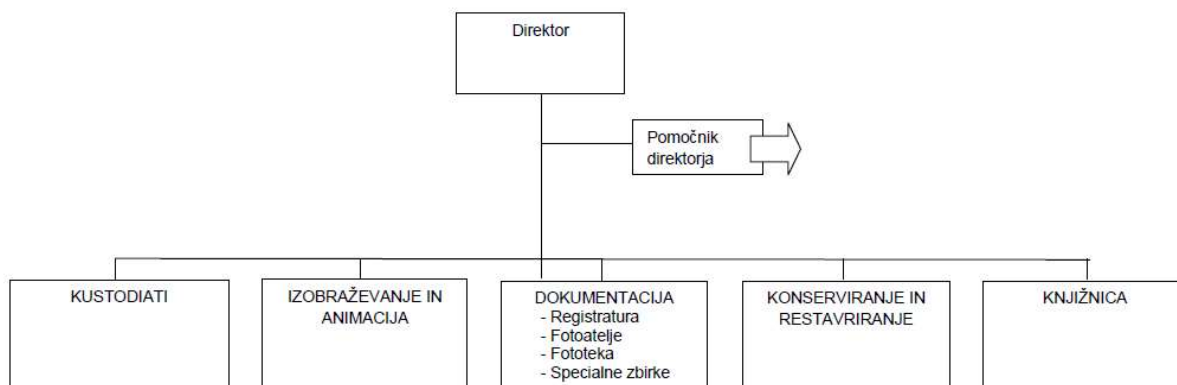 Direktor
Pomočnik
direktorja
KUSTODIATI
IZOBRAŽEVANJE IN
ANIMACIJA
DOKUMENTACIJA
- Registratura
- Fotoatelje
- Fototeka
- Specialne zbirke
KONSERVIRANJE IN
RESTAVRIRANJE
KNJIŽNICA